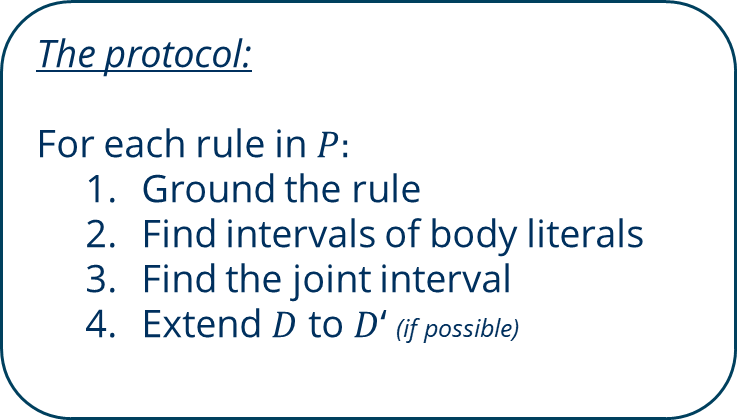 The protocol:
For each rule in P:
1. Ground the rule
2. Find intervals of body literals
3. Find the joint interval
4. Extend D to D‘ (if possible)